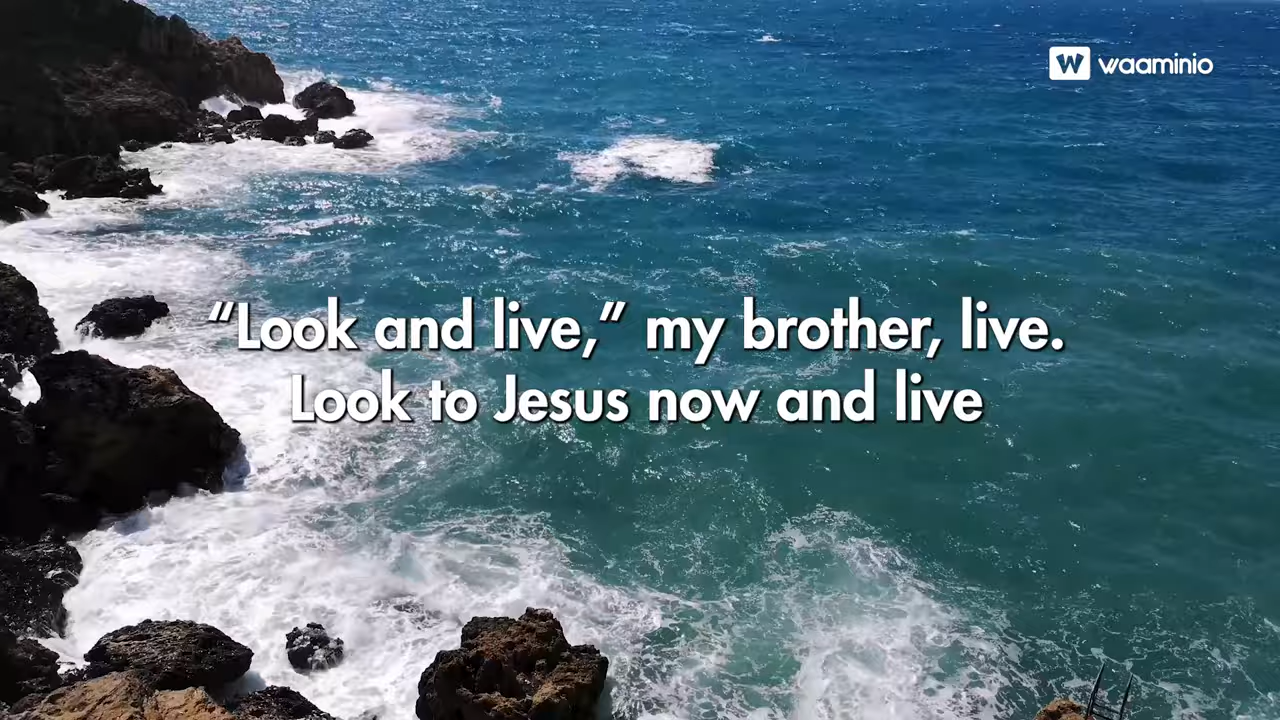 W waaminio
“Look and live,” my brother, live.
Look to Jesus now and live